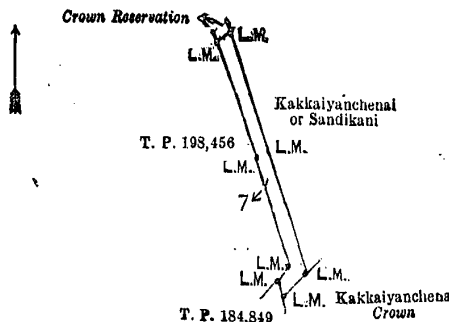 Crown Reservation
L.M.
L.M.
Kakkaiyanchenai
or Sandikani
T. P. 198,456
L.M.
L.M.
7
L.M.
L.M.
L.M.
L.M.
Kakkaiyanchena
Crown
T. P. 184,849